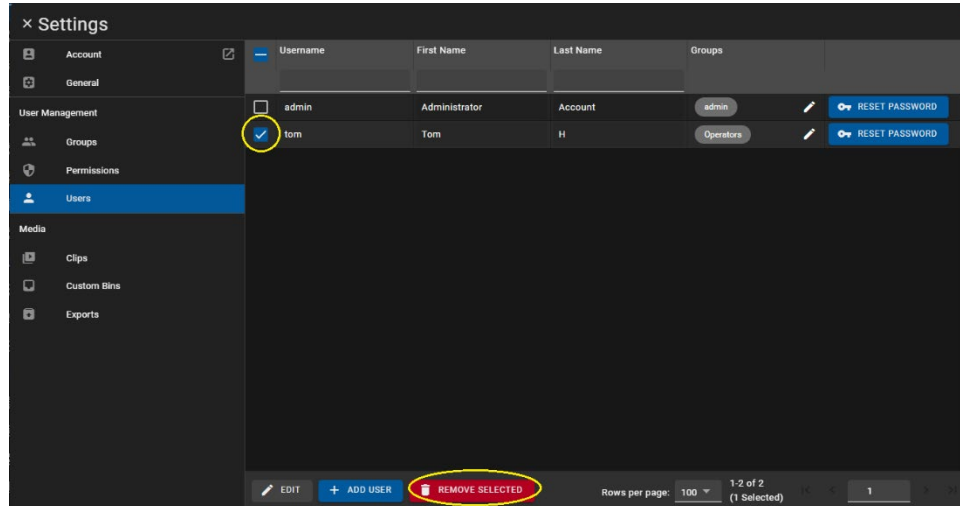 × Settings
Account
General
User Management
Groups
Permissions
Users
Media
Clips
Custom Bins
Exports
Username First Name Last Name Groups
admin Administrator Account admin RESET PASSWORD
tom Tom H Operators RESET PASSWORD
EDIT + ADD USER REMOVE SELECTED Rows per page: 100 1-2 of 2 1
(1 Selected)